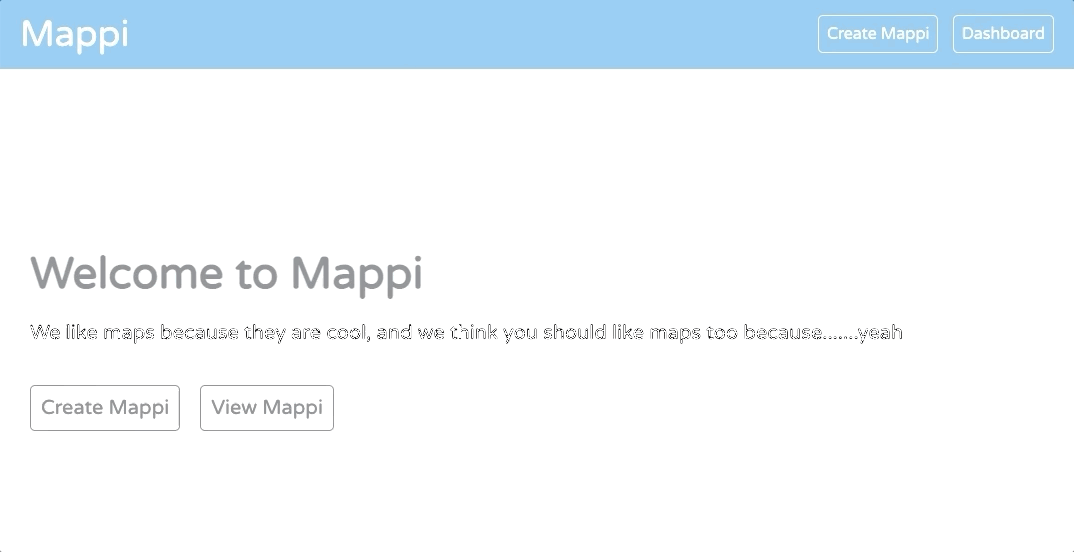 Mappi
Create Mappi
Dashboard
Welcome to Mappi
We like maps because they are cool, and we think you should like maps too because.......yeah
Create Mappi
View Mappi